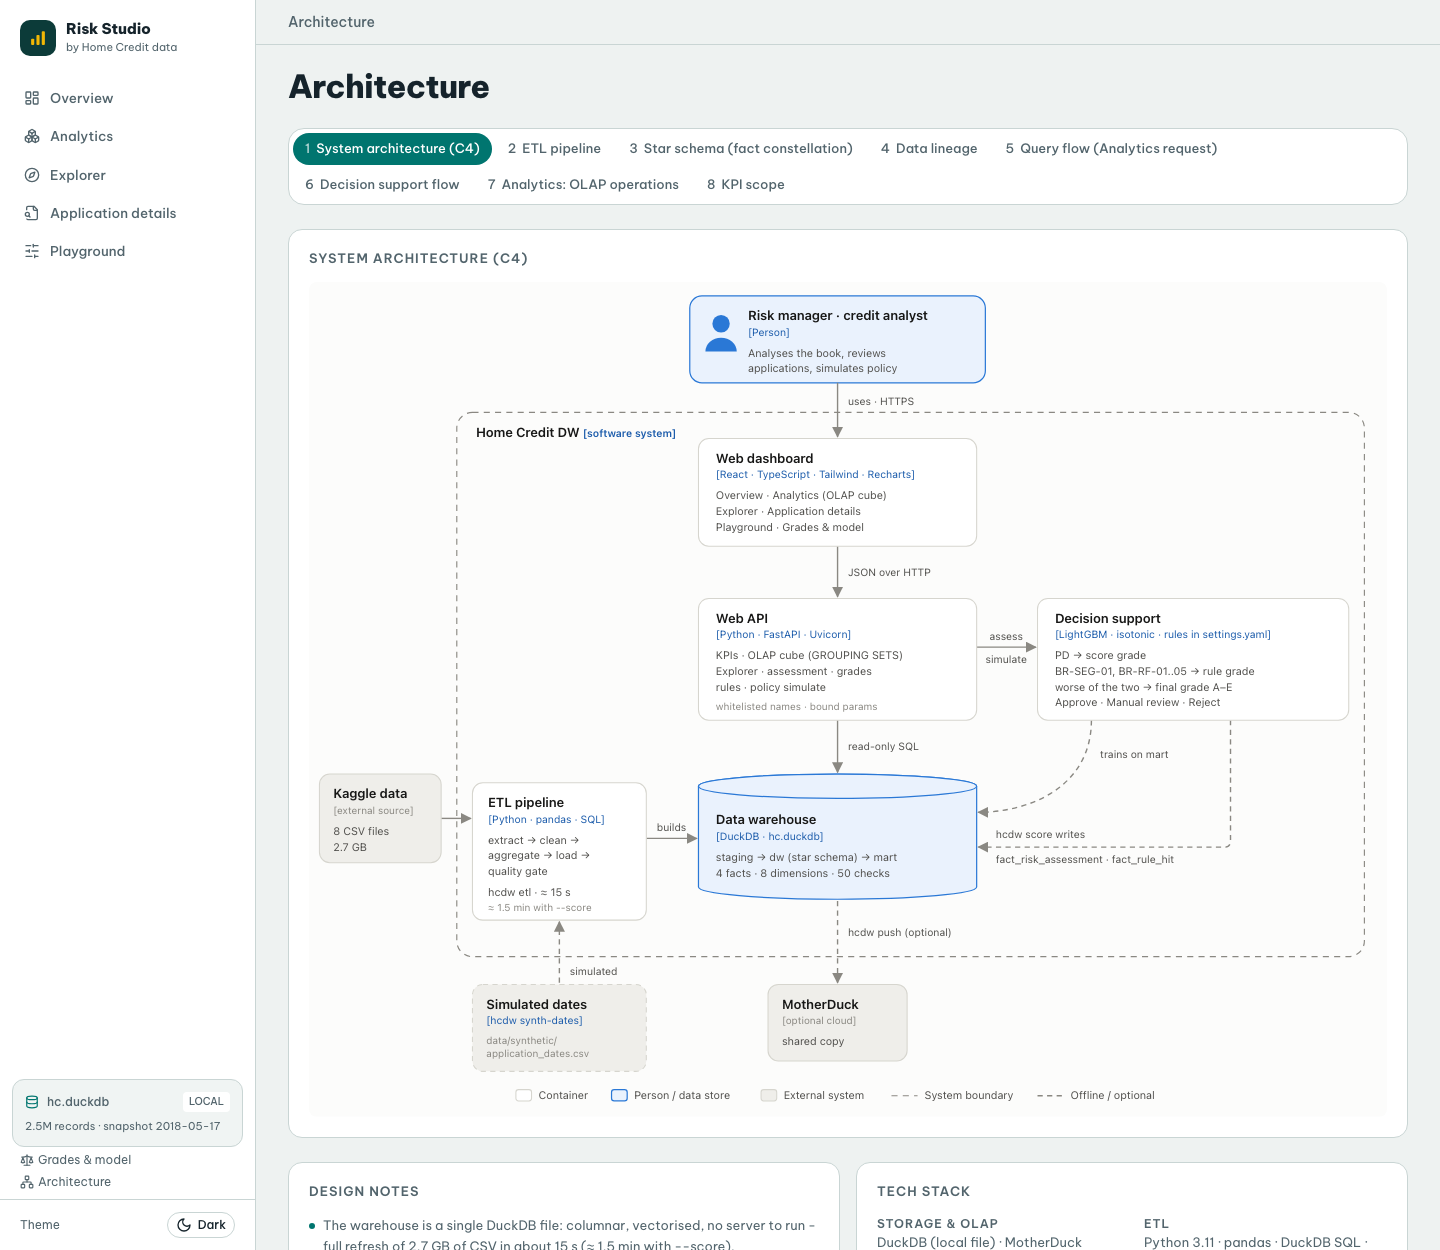 Risk Studio
by Home Credit data
Overview
Analytics
Explorer
Application details
Playground
hc.duckdb
LOCAL
2.5M records · snapshot 2018-05-17
Grades & model
Architecture
Theme
Dark
Architecture
Architecture
1 System architecture (C4)
2 ETL pipeline
3 Star schema (fact constellation)
4 Data lineage
5 Query flow (Analytics request)
6 Decision support flow
7 Analytics: OLAP operations
8 KPI scope
SYSTEM ARCHITECTURE (C4)
Risk manager · credit analyst
[Person]
Analyses the book, reviews
applications, simulates policy
uses · HTTPS
Home Credit DW [software system]
Web dashboard
[React · TypeScript · Tailwind · Recharts]
Overview · Analytics (OLAP cube)
Explorer · Application details
Playground · Grades & model
JSON over HTTP
Web API
[Python · FastAPI · Uvicorn]
KPIs · OLAP cube (GROUPING SETS)
Explorer · assessment · grades
rules · policy simulate
whitelisted names · bound params
assess
simulate
Decision support
[LightGBM · isotonic · rules in settings.yaml]
PD → score grade
BR-SEG-01, BR-RF-01..05 → rule grade
worse of the two → final grade A–E
Approve · Manual review · Reject
read-only SQL
trains on mart
Kaggle data
[external source]
8 CSV files
2.7 GB
ETL pipeline
[Python · pandas · SQL]
extract → clean →
aggregate → load →
quality gate
hcdw etl · ≈ 15 s
≈ 1.5 min with --score
builds
Data warehouse
[DuckDB · hc.duckdb]
staging → dw (star schema) → mart
4 facts · 8 dimensions · 50 checks
hcdw score writes
fact_risk_assessment · fact_rule_hit
hcdw push (optional)
simulated
Simulated dates
[hcdw synth-dates]
data/synthetic/
application_dates.csv
MotherDuck
[optional cloud]
shared copy
Container
Person / data store
External system
System boundary
Offline / optional
DESIGN NOTES
The warehouse is a single DuckDB file: columnar, vectorised, no server to run -
full refresh of 2.7 GB of CSV in about 15 s (≈ 1.5 min with --score).
TECH STACK
STORAGE & OLAP
DuckDB (local file) · MotherDuck
ETL
Python 3.11 · pandas · DuckDB SQL ·